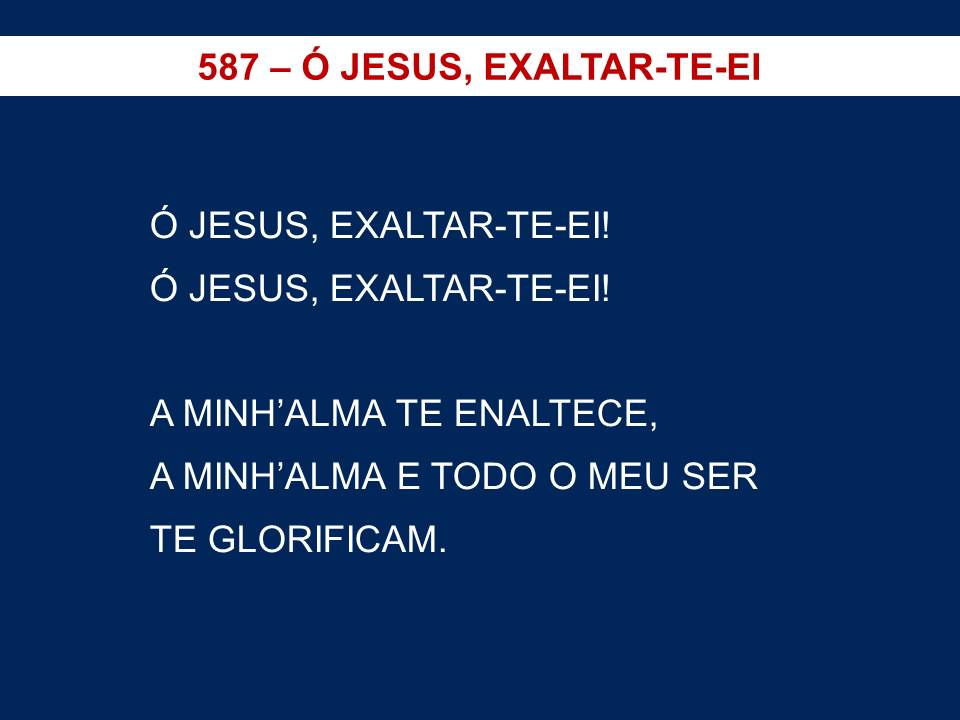 587 – Ó JESUS, EXALTAR-TE-EI
Ó JESUS, EXALTAR-TE-EI!
Ó JESUS, EXALTAR-TE-EI!
A MINH’ALMA TE ENALTECE,
A MINH’ALMA E TODO O MEU SER
TE GLORIFICAM.